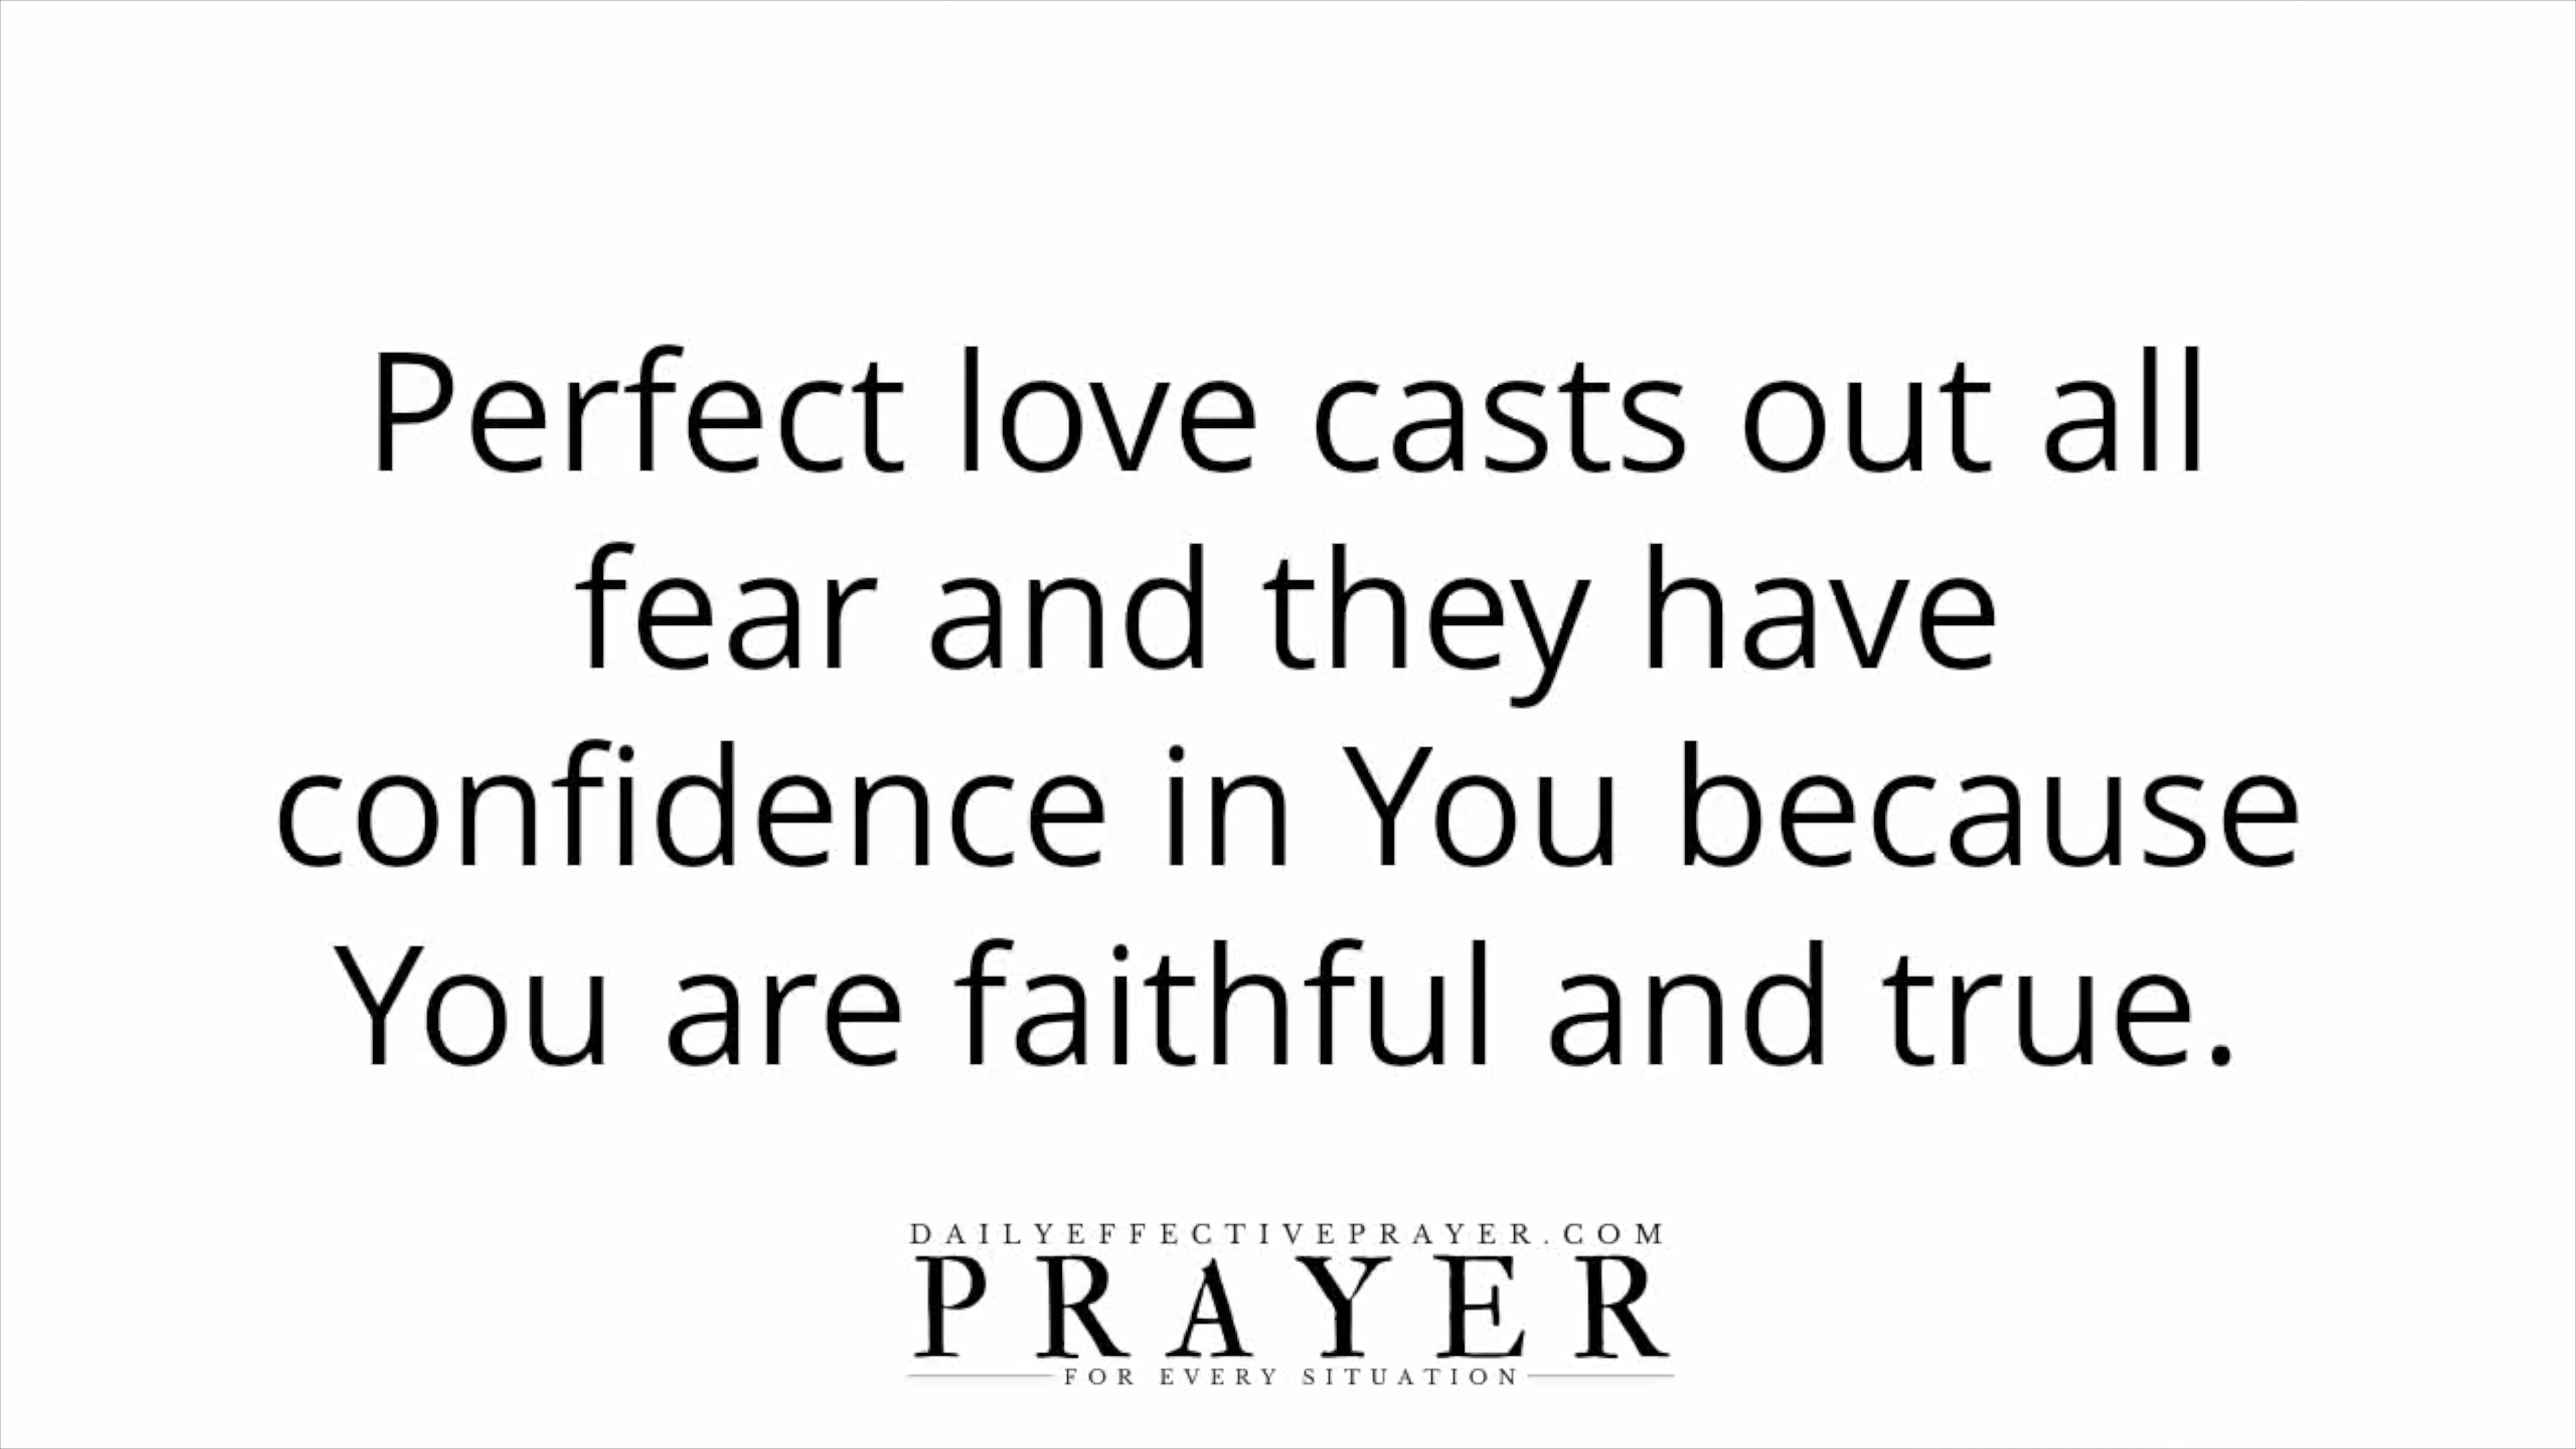 Perfect love casts out all
fear and they have
confidence in You because
You are faithful and true.
DAILYEFFECTIVEPRAYER.COM
PRAYER
FOR EVERY SITUATION